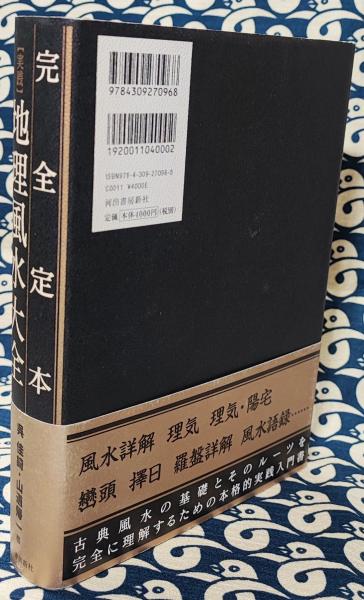 完全定本
[実践]
地理風水大全
9784309270968
1920011040002
ISBN978-4-309-27096-8
C0011 ¥4000E
河出書房新社
定価 本体4000円(税別)
風水詳解 理気 理気・陽宅
巒頭 擇日 羅盤詳解 風水語録……
古典風水の基礎とそのルーツを
完全に理解するための本格的実践入門書